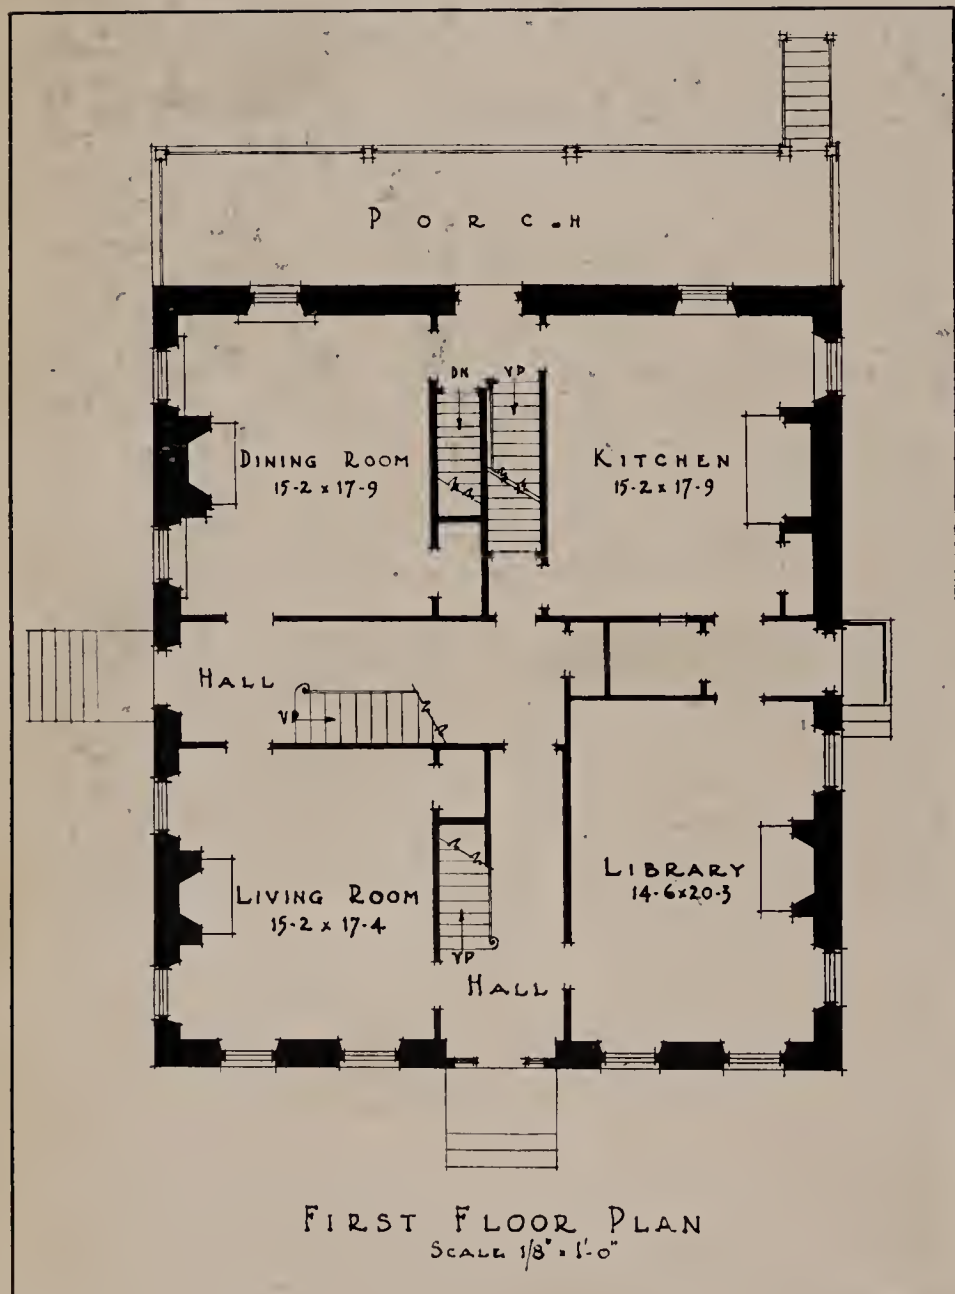 PORCH
DN
UP
DINING ROOM
15-2 x 17-9
KITCHEN
15-2 x 17-9
HALL
UP
LIVING ROOM
15-2 x 17-4
LIBRARY
14-6 x 20-3
UP
HALL
FIRST FLOOR PLAN
SCALE 1/8" = 1'-0"